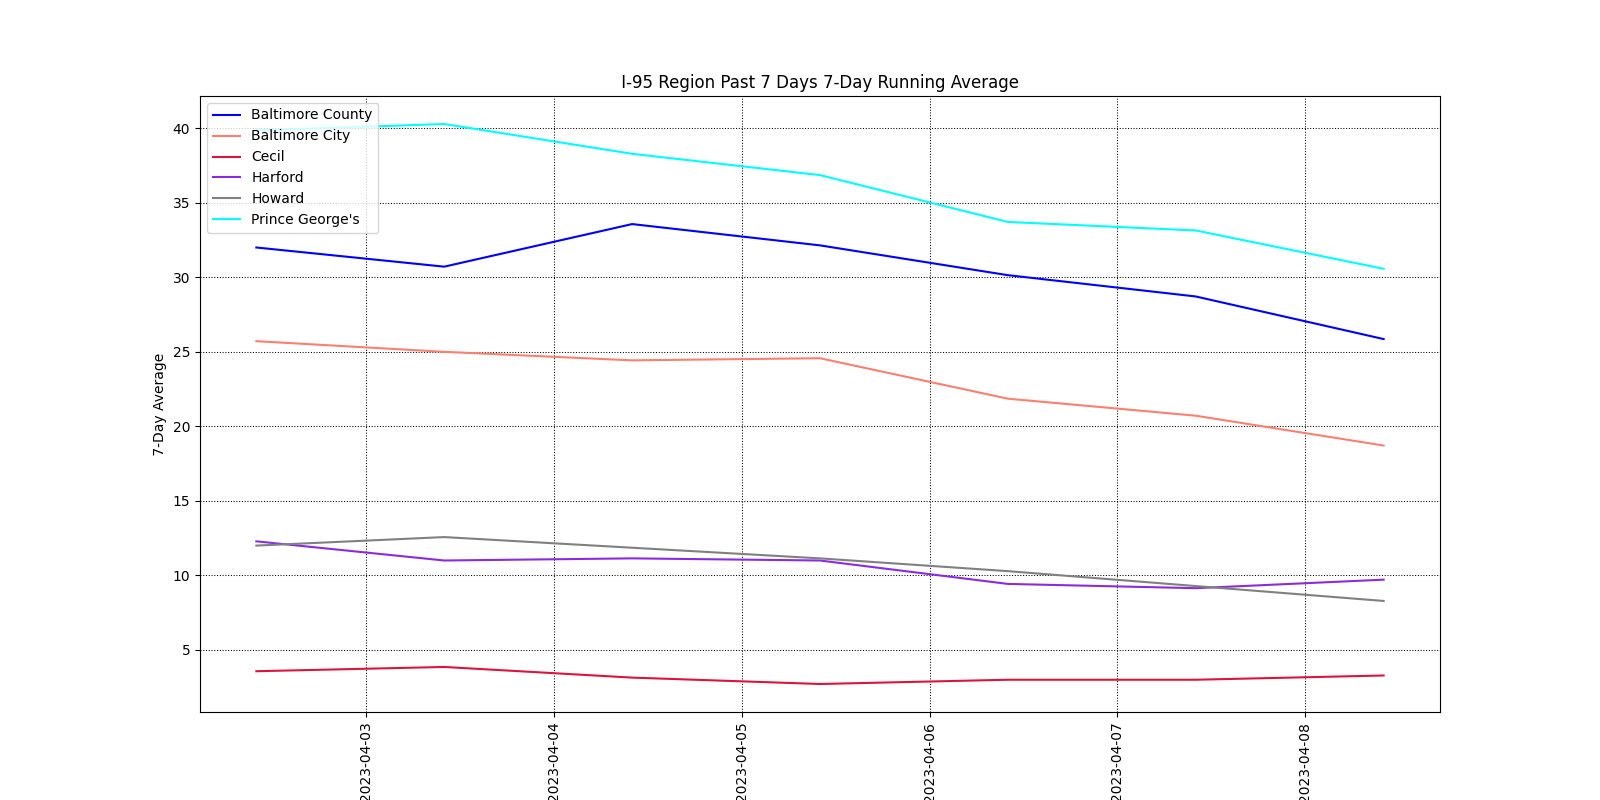 I-95 Region Past 7 Days 7-Day Running Average
Baltimore County
Baltimore City
Cecil
Harford
Howard
Prince George's
7-Day Average
40
35
30
25
20
15
10
5
2023-04-03
2023-04-04
2023-04-05
2023-04-06
2023-04-07
2023-04-08